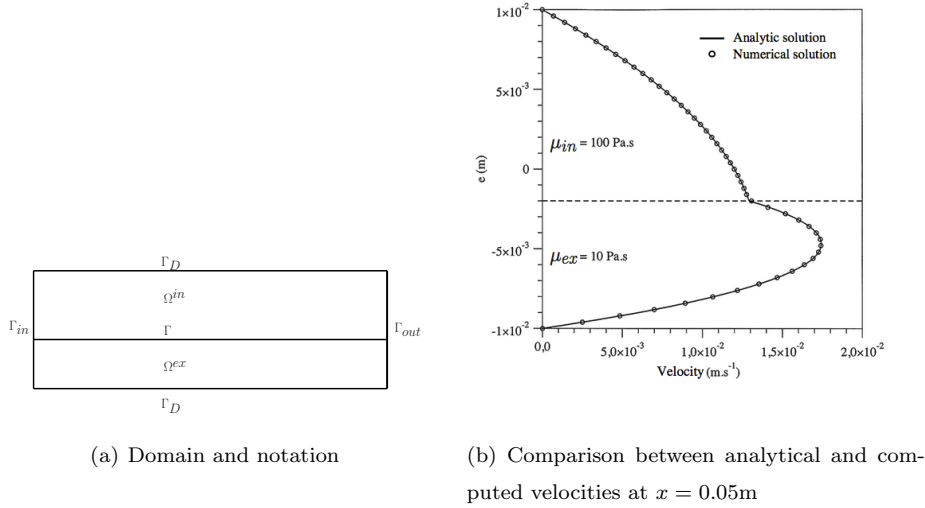 Γ_D
Ω^in
Γ_in
Γ
Γ_out
Ω^ex
Γ_D
(a) Domain and notation
1×10⁻²
Analytic solution
Numerical solution
5×10⁻³
μ_in = 100 Pa.s
0
e (m)
-5×10⁻³
μ_ex = 10 Pa.s
-1×10⁻²
0,0
5,0×10⁻³
1,0×10⁻²
1,5×10⁻²
2,0×10⁻²
Velocity (m.s⁻¹)
(b) Comparison between analytical and com-
puted velocities at x = 0.05m